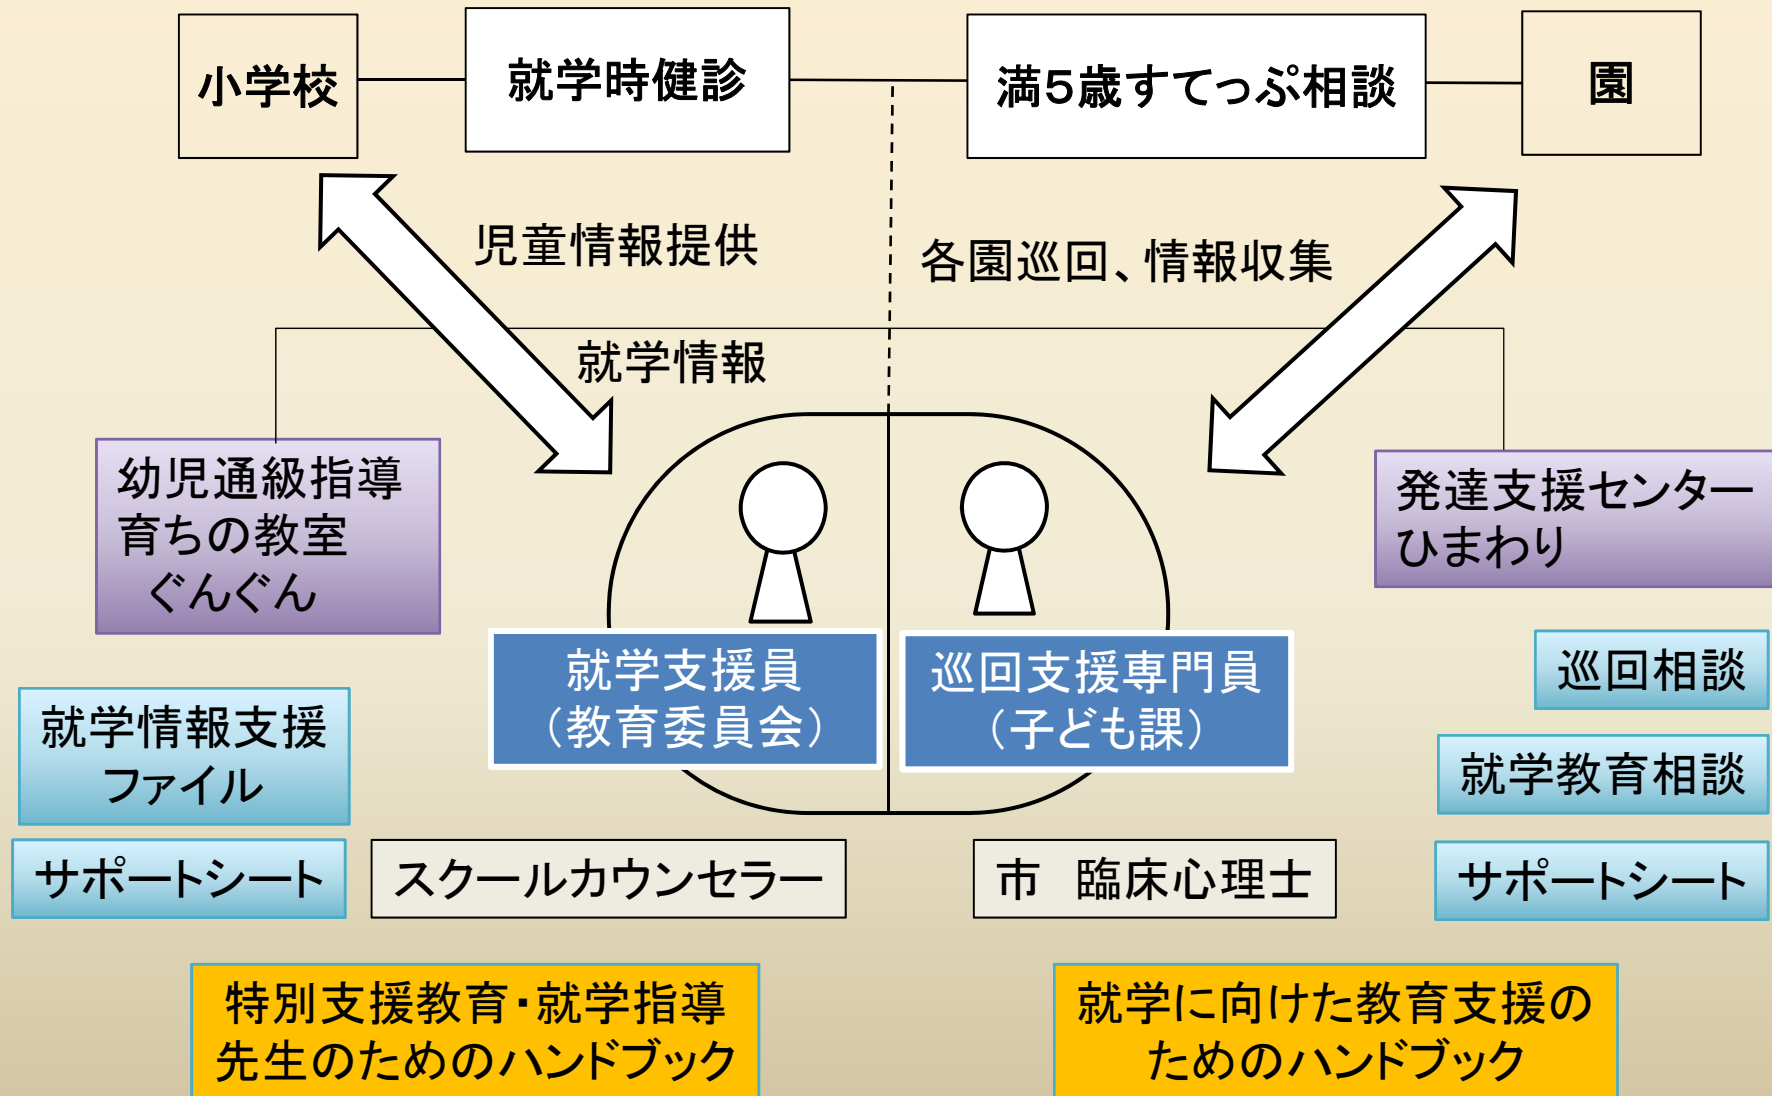 小学校
就学時健診
満５歳すてっぷ相談
園
児童情報提供
各園巡回、情報収集
就学情報
幼児通級指導
育ちの教室
ぐんぐん
発達支援センター
ひまわり
就学支援員
（教育委員会）
巡回支援専門員
（子ども課）
巡回相談
就学情報支援
ファイル
就学教育相談
サポートシート
スクールカウンセラー
市　臨床心理士
サポートシート
特別支援教育・就学指導
先生のためのハンドブック
就学に向けた教育支援の
ためのハンドブック